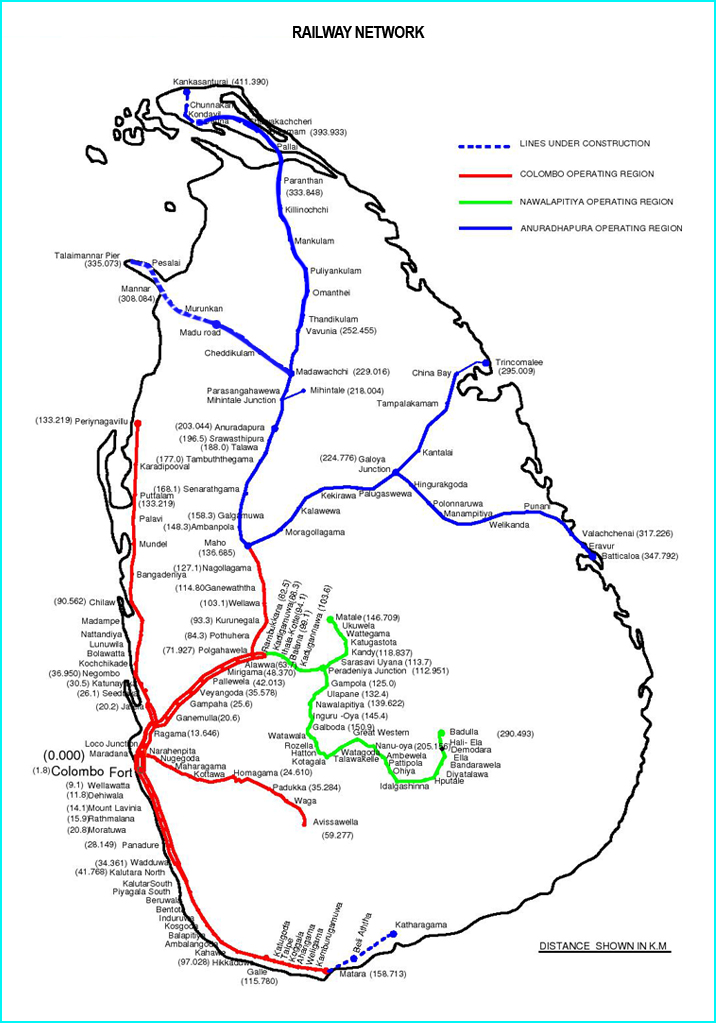 RAILWAY NETWORK
Kankasanturai (411.390)
Chunnakan
Kondavil
(393.933)
Pallai
Paranthan
(333.848)
Killinochchi
Mankulam
Puliyankulam
Omanthei
Thandikulam
Vavunia (252.455)
LINES UNDER CONSTRUCTION
COLOMBO OPERATING REGION
NAWALAPITIYA OPERATING REGION
ANURADHAPURA OPERATING REGION
Talaimannar Pier
(335.073)
Pesalai
Mannar
(308.084)
Murunkan
Madu road
Cheddikulam
Madawachchi (229.016)
Parasangahawewa
Mihintale Junction
Mihintale (218.004)
China Bay
Trincomalee
(295.009)
Tampalakamam
(133.219) Periynagavillu
(203.044) Anuradapura
(196.5) Srawasthipura
(188.0) Talawa
(177.0) Tambuththegama
(224.776) Galoya
Junction
Kantalai
Karadipooval
Puttalam
(133.219)
Palavi
Mundel
Bangadeniya
(168.1) Senarathgama
(158.3) Galgamuwa
(148.3) Ambanpola
Maho
(136.685)
Kekirawa
Palugaswewa
Kalawewa
Moragollagama
Hingurakgoda
Polonnaruwa
Manampitiya
Welikanda
Punani
Valachchenai (317.226)
Eravur
Batticaloa (347.792)
(127.1) Nagollagama
(114.80 Ganewaththa
(103.1) Wellawa
(93.3) Kurunegala
(84.3) Pothuhera
(71.927) Polgahawela
(90.562) Chilaw
Madampe
Nattandiya
Lunuwila
Bolawatta
Kochchikade
(36.950) Negombo
(30.5) Katunayaka
(26.1) Seeduwa
(20.2) Jaela
Rambukkana (82.5)
Kadigamuwa(88.3)
Ihiala-Kotte(94.1)
Balana (99.1)
Kadugannawa (103.6)
Matale (146.709)
Ukuwela
Wattegama
Katugastota
Kandy(118.837)
Sarasavi Uyana (113.7)
Peradeniya Junction (112.951)
Alawwa(63.7)
Mirigama (48.370)
Pallewela (42.013)
Veyangoda (35.578)
Gampaha (25.6)
Ganemulla(20.6)
Ragama (13.646)
Gampola (125.0)
Ulapane (132.4)
Nawalapitiya (139.622)
Inguru -Oya (145.4)
Galboda (150.9)
Watawala
Rozella
Hatton
Kotagala
Great Western
Watagoda
Talawakelle
Nanu-oya (205.156)
Ambewela
Pattipola
Ohiya
Idalgashinna
Badulla (290.493)
Hali- Ela
Demodara
Ella
Bandarawela
Diyatalawa
Hputale
Loco Junction
Maradana
(0.000)
(1.8) Colombo Fort
Narahenpita
Nugegoda
Maharagama
Kottawa
Homagama (24.610)
Padukka (35.284)
Waga
Avissawella
(59.277)
(9.1) Wellawatta
(11.8) Dehiwala
(14.1) Mount Lavinia
(15.9) Rathmalana
(20.8) Moratuwa
(28.149) Panadure
(34.361) Wadduwa
(41.768) Kalutara North
KalutarSouth
Piyagala South
Beruwala
Bentota
Induruwa
Kosgoda
Balapitiya
Ambalangoda
Kahawa
(97.028) Hikkaduwa
Galle
(115.780)
Katugoda
Talpe
Koggala
Ahangama
Weligama
Kamburugamuwa
Matara (158.713)
Beli Aththa
Katharagama
DISTANCE SHOWN IN K.M